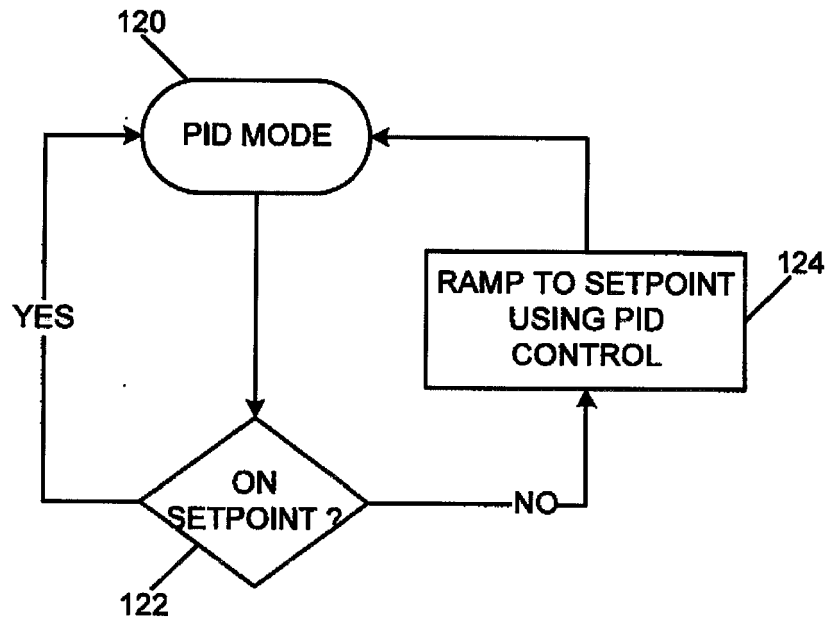 120
PID MODE
124
RAMP TO SETPOINT
USING PID
CONTROL
YES
ON
SETPOINT ?
NO
122